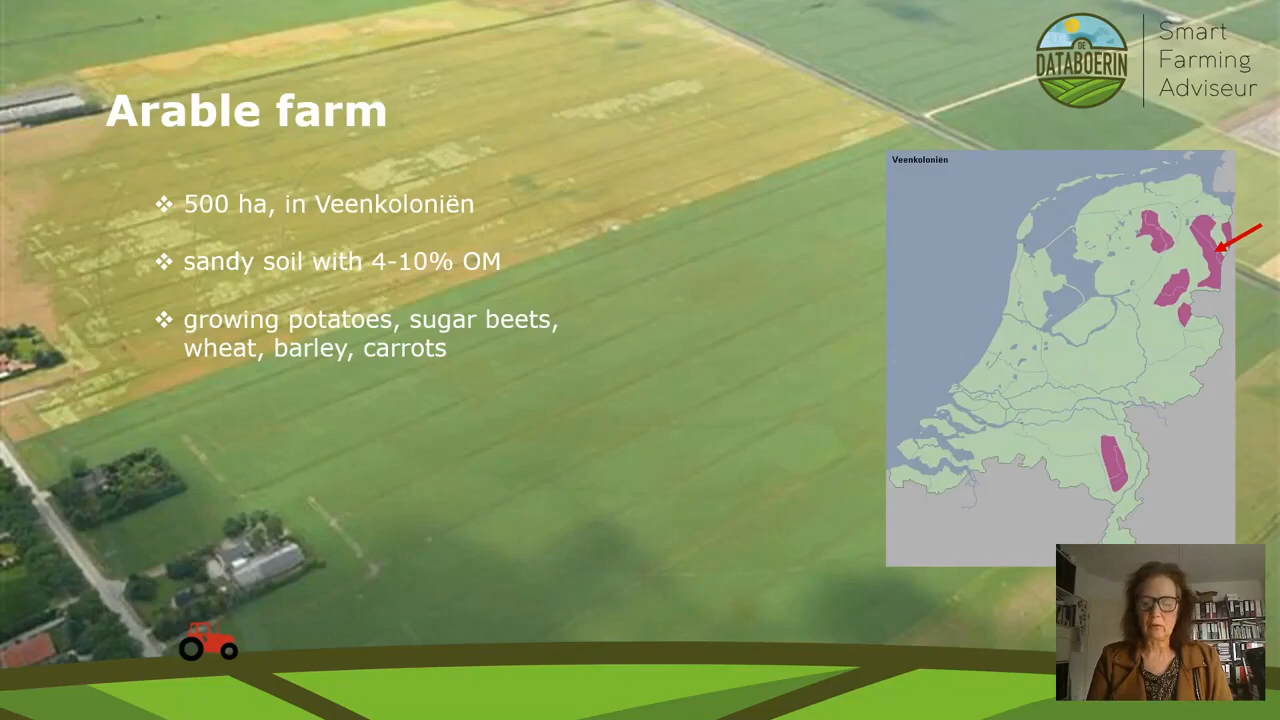 Arable farm
❖ 500 ha, in Veenkoloniën
❖ sandy soil with 4-10% OM
❖ growing potatoes, sugar beets,
wheat, barley, carrots
DE
DATABOERIN
Smart
Farming
Adviseur
Veenkoloniën